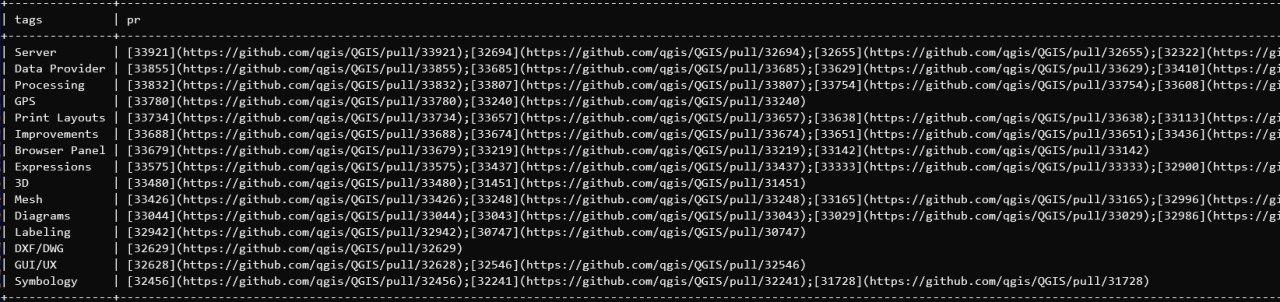 | tags | pr
| Server | [33921](https://github.com/qgis/QGIS/pull/33921);[32694](https://github.com/qgis/QGIS/pull/32694);[32655](https://github.com/qgis/QGIS/pull/32655);[32322](https://gi
| Data Provider | [33855](https://github.com/qgis/QGIS/pull/33855);[33685](https://github.com/qgis/QGIS/pull/33685);[33629](https://github.com/qgis/QGIS/pull/33629);[33410](https://gi
| Processing | [33832](https://github.com/qgis/QGIS/pull/33832);[33807](https://github.com/qgis/QGIS/pull/33807);[33754](https://github.com/qgis/QGIS/pull/33754);[33608](https://gi
| GPS | [33780](https://github.com/qgis/QGIS/pull/33780);[33240](https://github.com/qgis/QGIS/pull/33240)
| Print Layouts | [33734](https://github.com/qgis/QGIS/pull/33734);[33657](https://github.com/qgis/QGIS/pull/33657);[33638](https://github.com/qgis/QGIS/pull/33638);[33113](https://gi
| Improvements | [33688](https://github.com/qgis/QGIS/pull/33688);[33674](https://github.com/qgis/QGIS/pull/33674);[33651](https://github.com/qgis/QGIS/pull/33651);[33436](https://gi
| Browser Panel | [33679](https://github.com/qgis/QGIS/pull/33679);[33219](https://github.com/qgis/QGIS/pull/33219);[33142](https://github.com/qgis/QGIS/pull/33142)
| Expressions | [33575](https://github.com/qgis/QGIS/pull/33575);[33437](https://github.com/qgis/QGIS/pull/33437);[33333](https://github.com/qgis/QGIS/pull/33333);[32900](https://gi
| 3D | [33480](https://github.com/qgis/QGIS/pull/33480);[31451](https://github.com/qgis/QGIS/pull/31451)
| Mesh | [33426](https://github.com/qgis/QGIS/pull/33426);[33248](https://github.com/qgis/QGIS/pull/33248);[33165](https://github.com/qgis/QGIS/pull/33165);[32996](https://gi
| Diagrams | [33044](https://github.com/qgis/QGIS/pull/33044);[33043](https://github.com/qgis/QGIS/pull/33043);[33029](https://github.com/qgis/QGIS/pull/33029);[32986](https://gi
| Labeling | [32942](https://github.com/qgis/QGIS/pull/32942);[30747](https://github.com/qgis/QGIS/pull/30747)
| DXF/DWG | [32629](https://github.com/qgis/QGIS/pull/32629)
| GUI/UX | [32628](https://github.com/qgis/QGIS/pull/32628);[32546](https://github.com/qgis/QGIS/pull/32546)
| Symbology | [32456](https://github.com/qgis/QGIS/pull/32456);[32241](https://github.com/qgis/QGIS/pull/32241);[31728](https://github.com/qgis/QGIS/pull/31728)